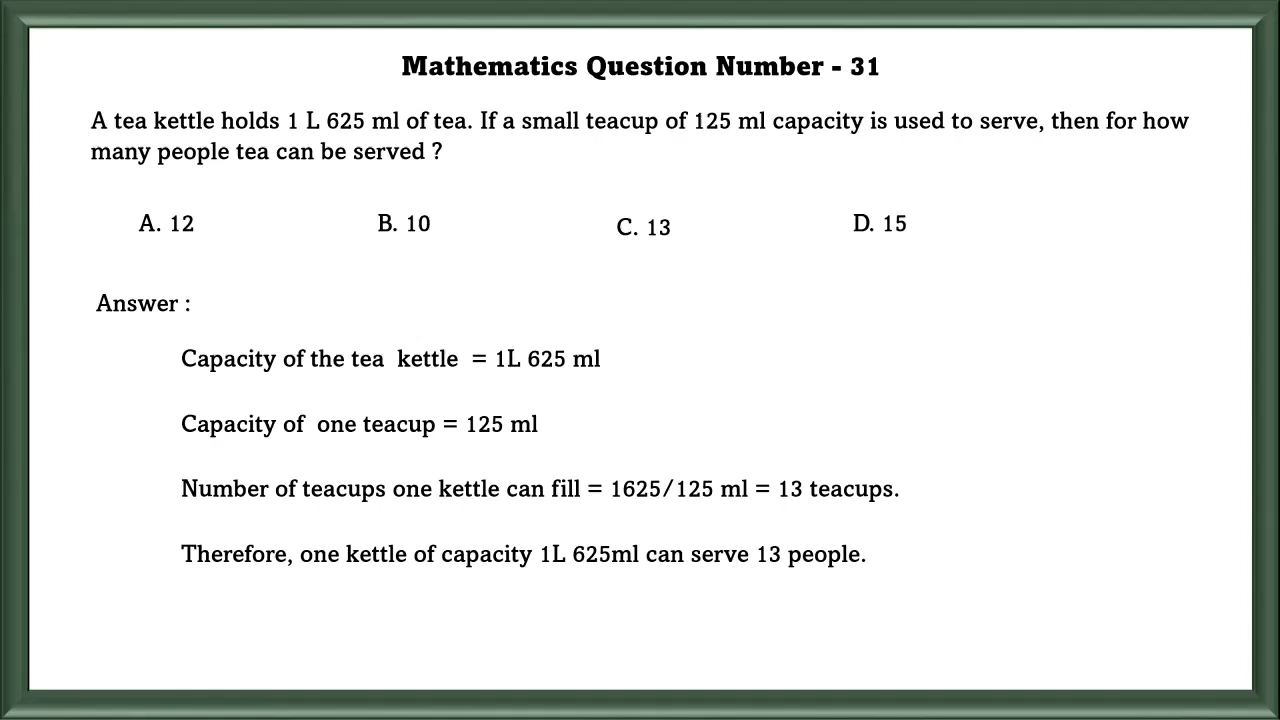 Mathematics Question Number - 31
A tea kettle holds 1 L 625 ml of tea. If a small teacup of 125 ml capacity is used to serve, then for how
many people tea can be served ?
A. 12 B. 10 C. 13 D. 15
Answer :
Capacity of the tea kettle = 1L 625 ml
Capacity of one teacup = 125 ml
Number of teacups one kettle can fill = 1625/125 ml = 13 teacups.
Therefore, one kettle of capacity 1L 625ml can serve 13 people.